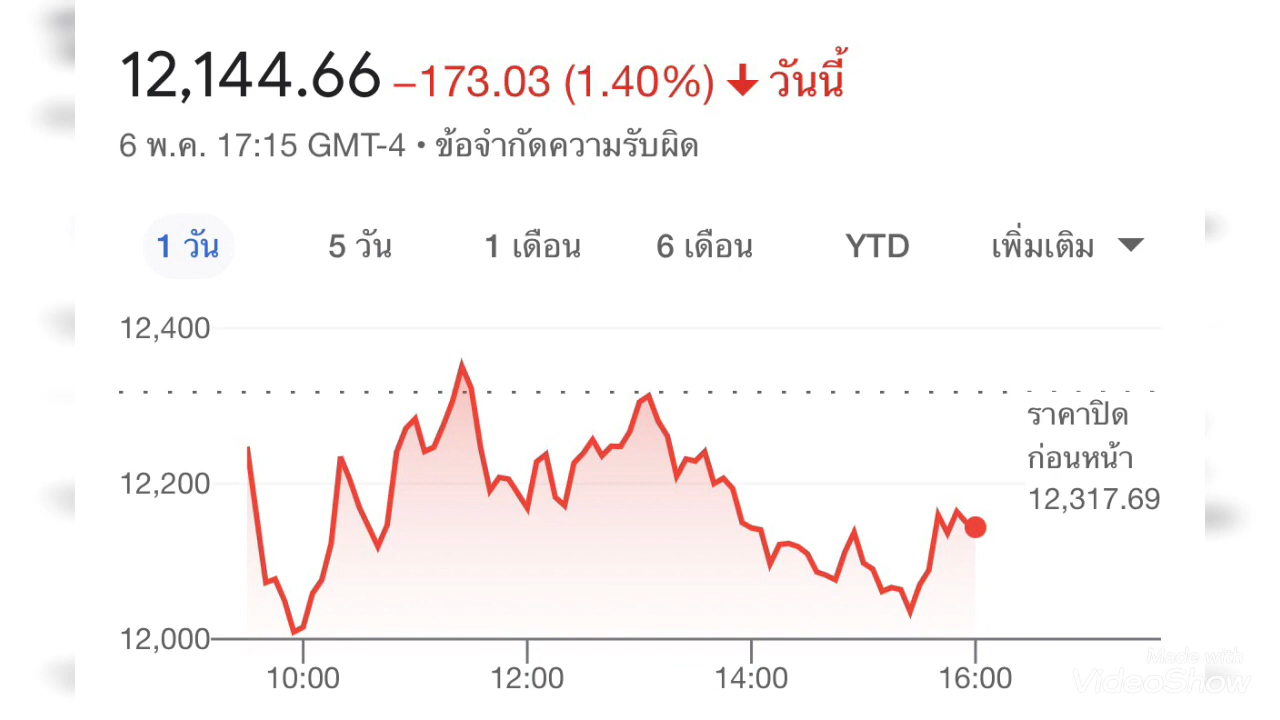 12,144.66 –173.03 (1.40%) ↓ วันนี้
6 พ.ค. 17:15 GMT-4 • ข้อจำกัดความรับผิด
1 วัน 5 วัน 1 เดือน 6 เดือน YTD เพิ่มเติม
12,400
ราคาปิด
ก่อนหน้า
12,200
12,317.69
12,000
10:00 12:00 14:00 16:00
Made with
VideoShow